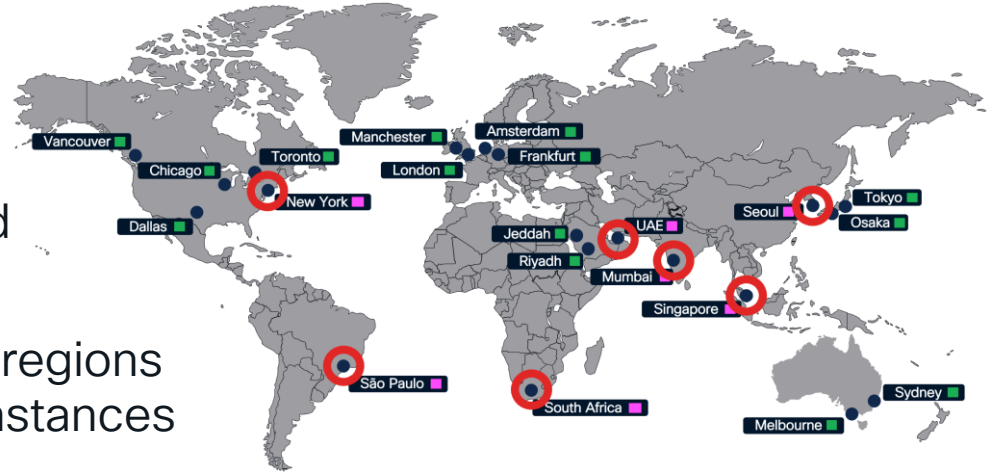 Vancouver
Chicago
Toronto
New York
Dallas
Manchester
Amsterdam
London
Frankfurt
Jeddah
Riyadh
UAE
Mumbai
Singapore
Seoul
Tokyo
Osaka
São Paulo
South Africa
Sydney
Melbourne
d
regions
nstances